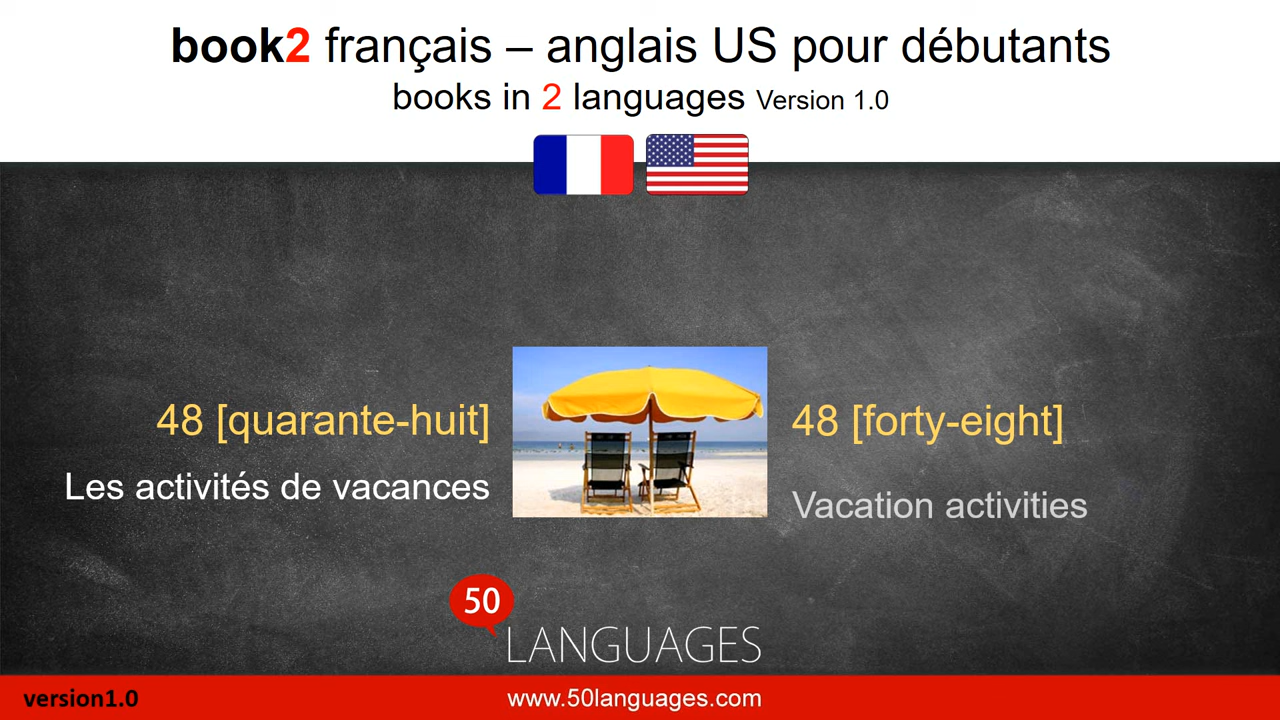 book2 français – anglais US pour débutants
books in 2 languages Version 1.0
48 [quarante-huit]
Les activités de vacances
48 [forty-eight]
Vacation activities
50
LANGUAGES
version1.0
www.50languages.com